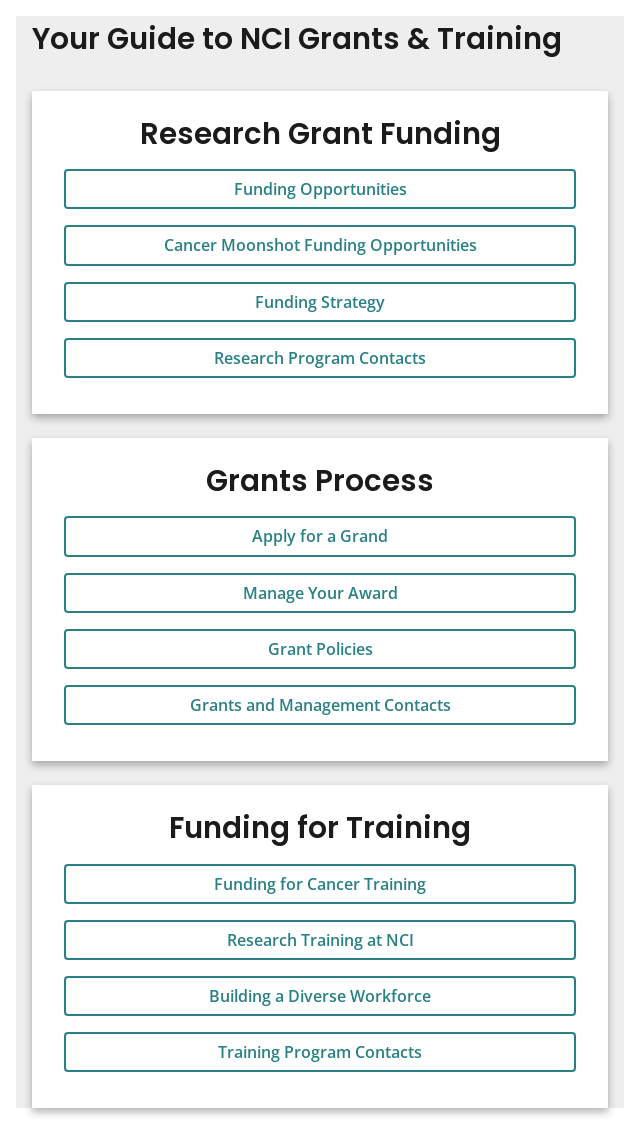 Your Guide to NCI Grants & Training
Research Grant Funding
Funding Opportunities
Cancer Moonshot Funding Opportunities
Funding Strategy
Research Program Contacts
Grants Process
Apply for a Grand
Manage Your Award
Grant Policies
Grants and Management Contacts
Funding for Training
Funding for Cancer Training
Research Training at NCI
Building a Diverse Workforce
Training Program Contacts